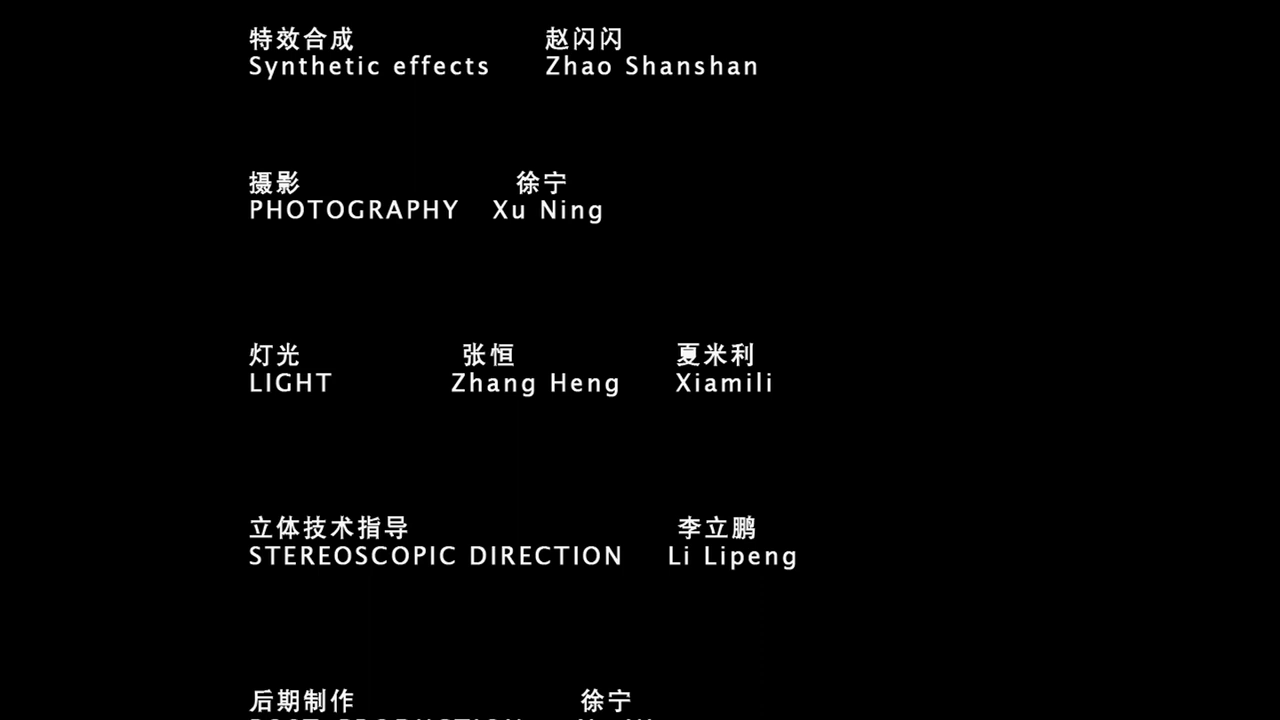 特效合成 赵闪闪
Synthetic effects Zhao Shanshan
摄影 徐宁
PHOTOGRAPHY Xu Ning
灯光 张恒 夏米利
LIGHT Zhang Heng Xiamili
立体技术指导 李立鹏
STEREOSCOPIC DIRECTION Li Lipeng
后期制作 徐宁